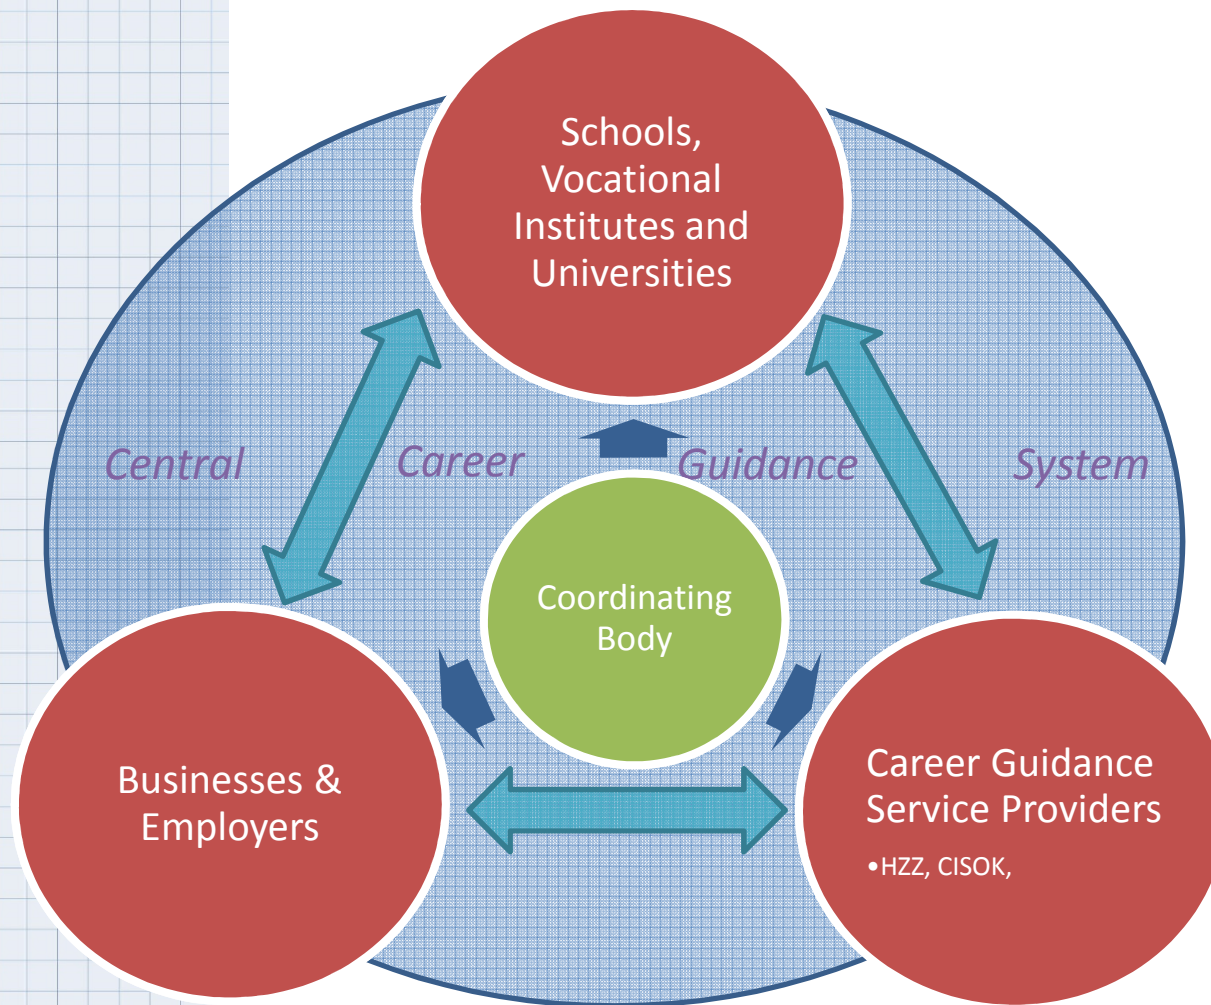 Schools,
Vocational
Institutes and
Universities
Central Career Guidance System
Coordinating
Body
Businesses &
Employers
Career Guidance
Service Providers
•HZZ, CISOK,